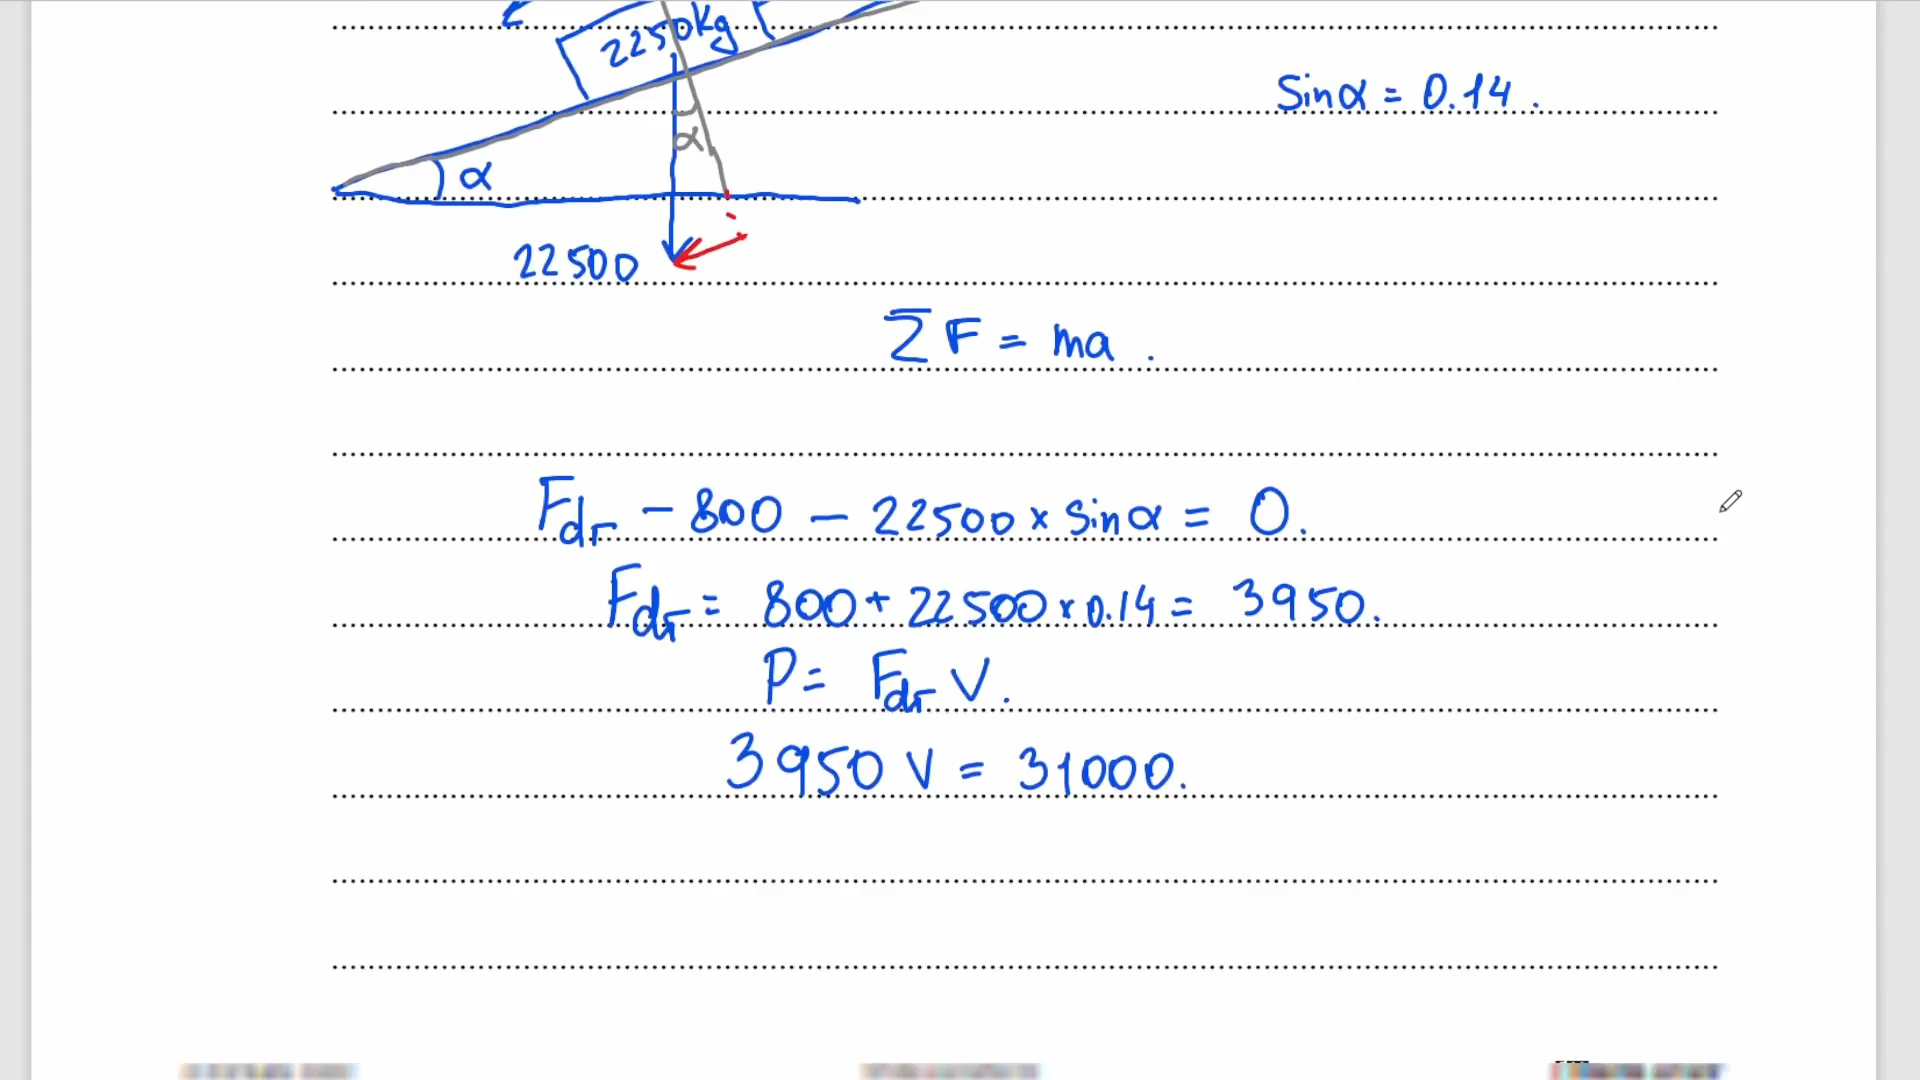 2250kg
Sinα = 0.14.
α
α
22500
ΣF = ma.
Fdr - 800 - 22500 × Sinα = 0.
Fdr = 800 + 22500 × 0.14 = 3950.
P = Fdr V.
3950 V = 31000.